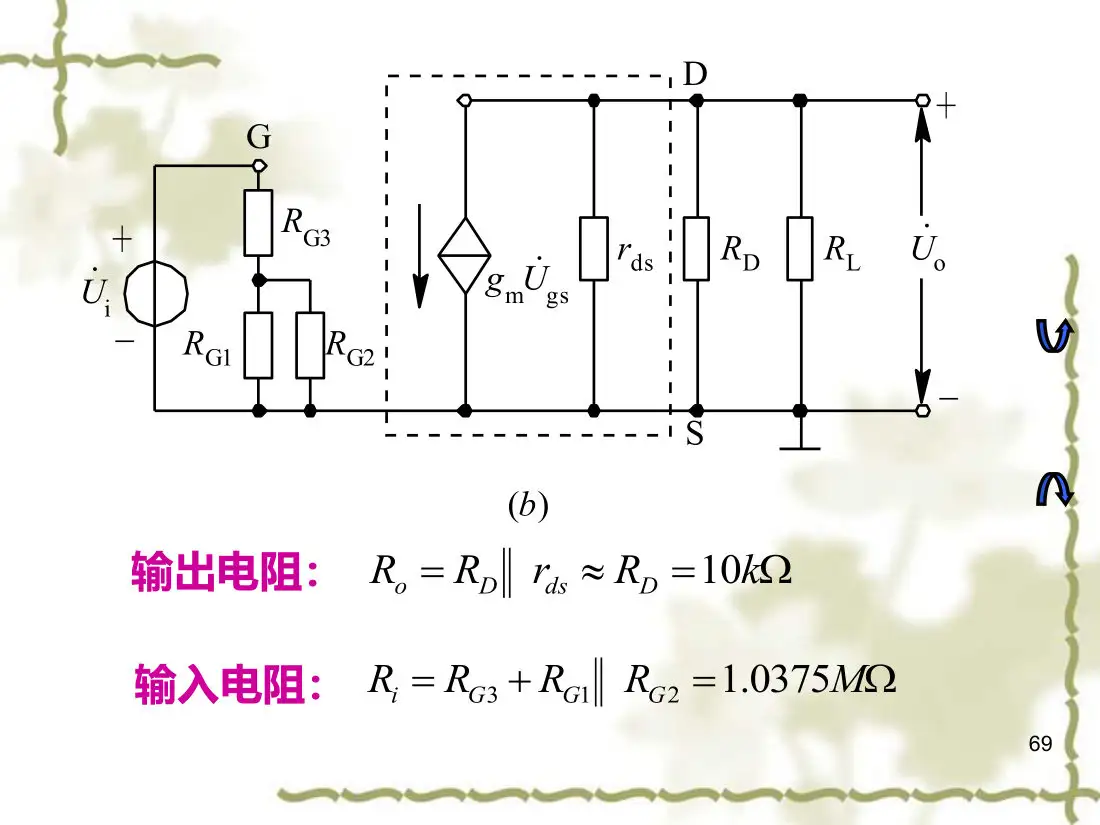 D
+
G
R_G3
+
U̇_i
−
g_m U̇_gs
r_ds
R_D
R_L
U̇_o
R_G1
R_G2
−
S
(b)
输出电阻： R_o = R_D‖ r_ds ≈ R_D = 10kΩ
输入电阻： R_i = R_G3 + R_G1‖ R_G2 = 1.0375MΩ
69